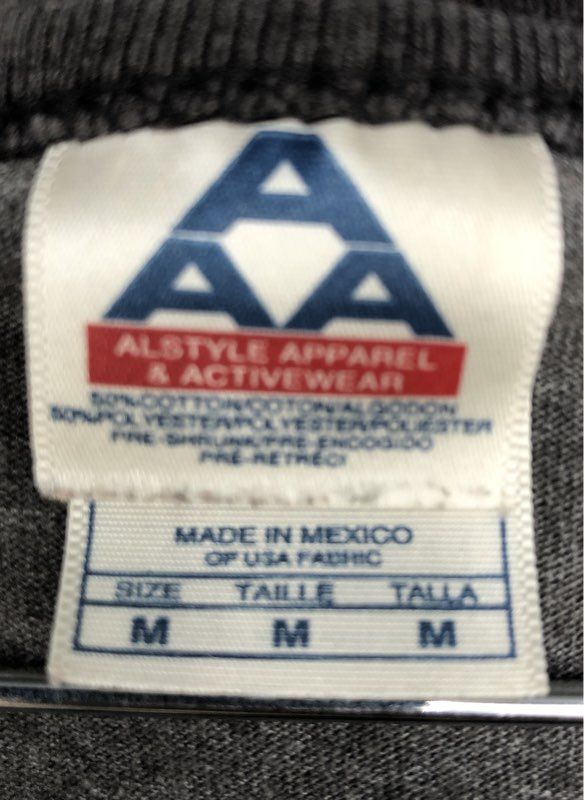 A
AA
ALSTYLE APPAREL
& ACTIVEWEAR
50%COTTON/COTON/ALGODON
50%POLYESTER/POLYESTER/POLIESTER
PRE-SHRUNK/PRE-ENCOGIDO
PRE-RETRECI
MADE IN MEXICO
OF USA FABRIC
SIZE TAILLE TALLA
M M M